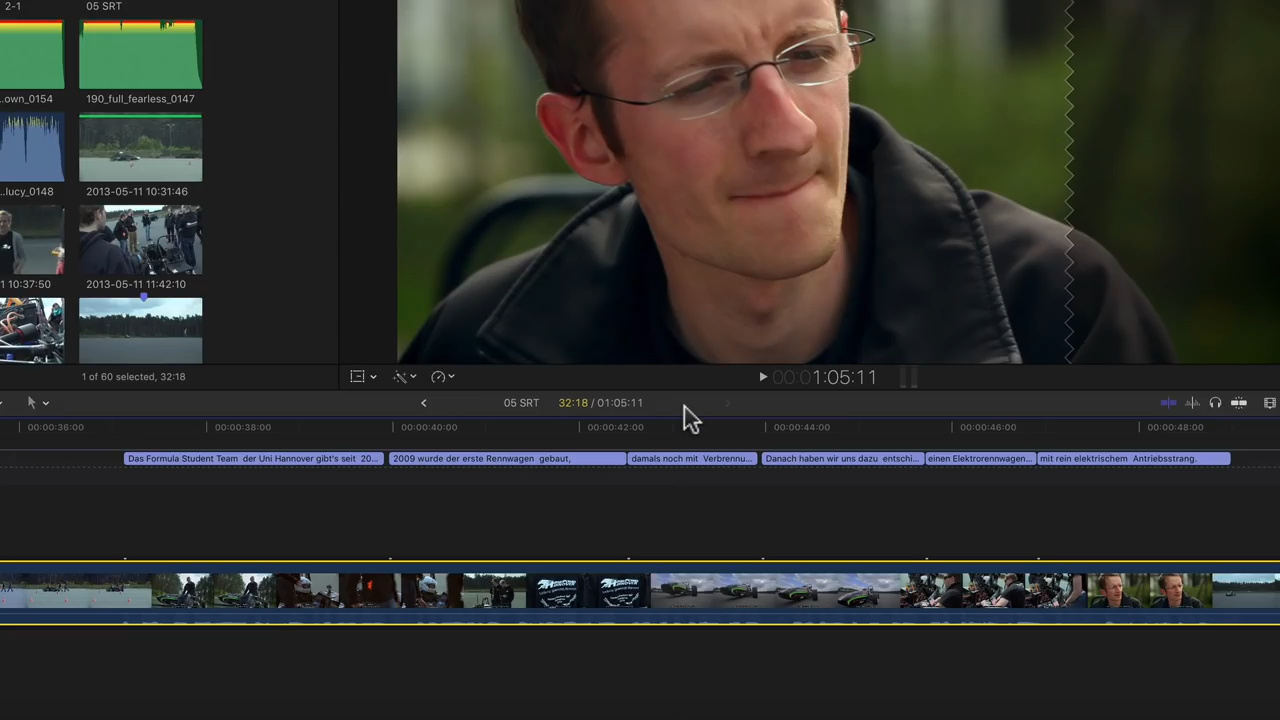 2-1
05 SRT
..own_0154
190_full_fearless_0147
..lucy_0148
2013-05-11 10:31:46
1 10:37:50
2013-05-11 11:42:10
1 of 60 selected, 32:18
00:00 1:05:11
05 SRT
32:18 / 01:05:11
00:00:36:00
00:00:38:00
00:00:40:00
00:00:42:00
00:00:44:00
00:00:46:00
00:00:48:00
Das Formula Student Team der Uni Hannover gibt's seit 20...
2009 wurde der erste Rennwagen gebaut,
damals noch mit Verbrennu...
Danach haben wir uns dazu entschi...
einen Elektrorennwagen...
mit rein elektrischem Antriebsstrang.